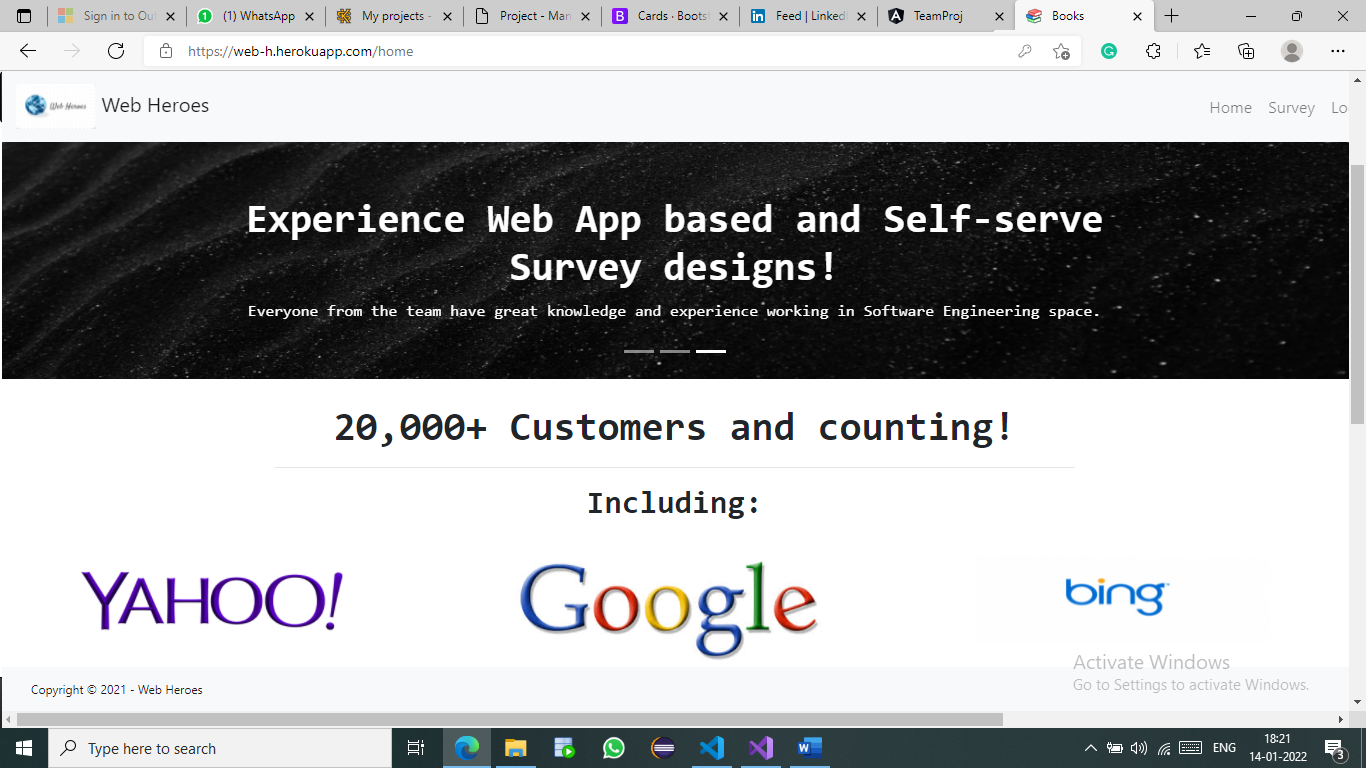 Sign in to Out
(1) WhatsApp
My projects -
Project - Man
B Cards · Boots
in Feed | LinkedI
A TeamProj
Books
https://web-h.herokuapp.com/home
Web Heroes Web Heroes
Home Survey Lo
Experience Web App based and Self-serve
Survey designs!
Everyone from the team have great knowledge and experience working in Software Engineering space.
20,000+ Customers and counting!
Including:
YAHOO! Google bing
Activate Windows
Go to Settings to activate Windows.
Copyright © 2021 - Web Heroes
Type here to search
ENG
18:21
14-01-2022
3